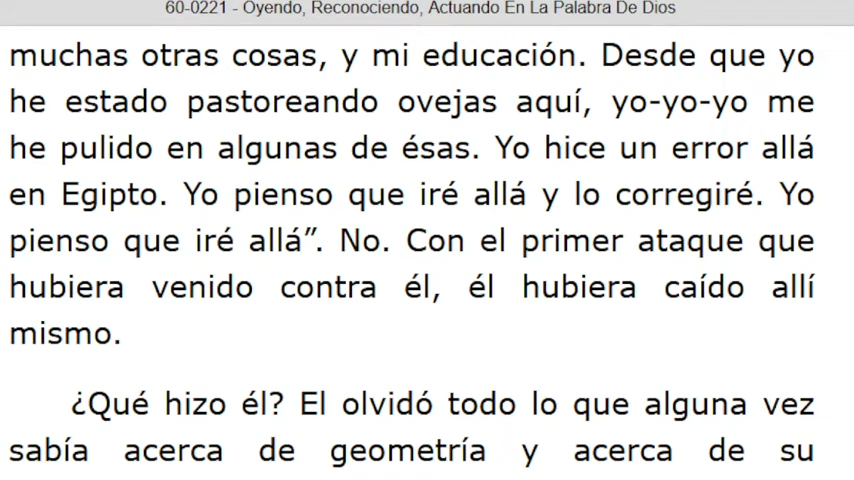 60-0221 - Oyendo, Reconociendo, Actuando En La Palabra De Dios
muchas otras cosas, y mi educación. Desde que yo
he estado pastoreando ovejas aquí, yo-yo-yo me
he pulido en algunas de ésas. Yo hice un error allá
en Egipto. Yo pienso que iré allá y lo corregiré. Yo
pienso que iré allá”. No. Con el primer ataque que
hubiera venido contra él, él hubiera caído allí
mismo.
¿Qué hizo él? El olvidó todo lo que alguna vez
sabía acerca de geometría y acerca de su